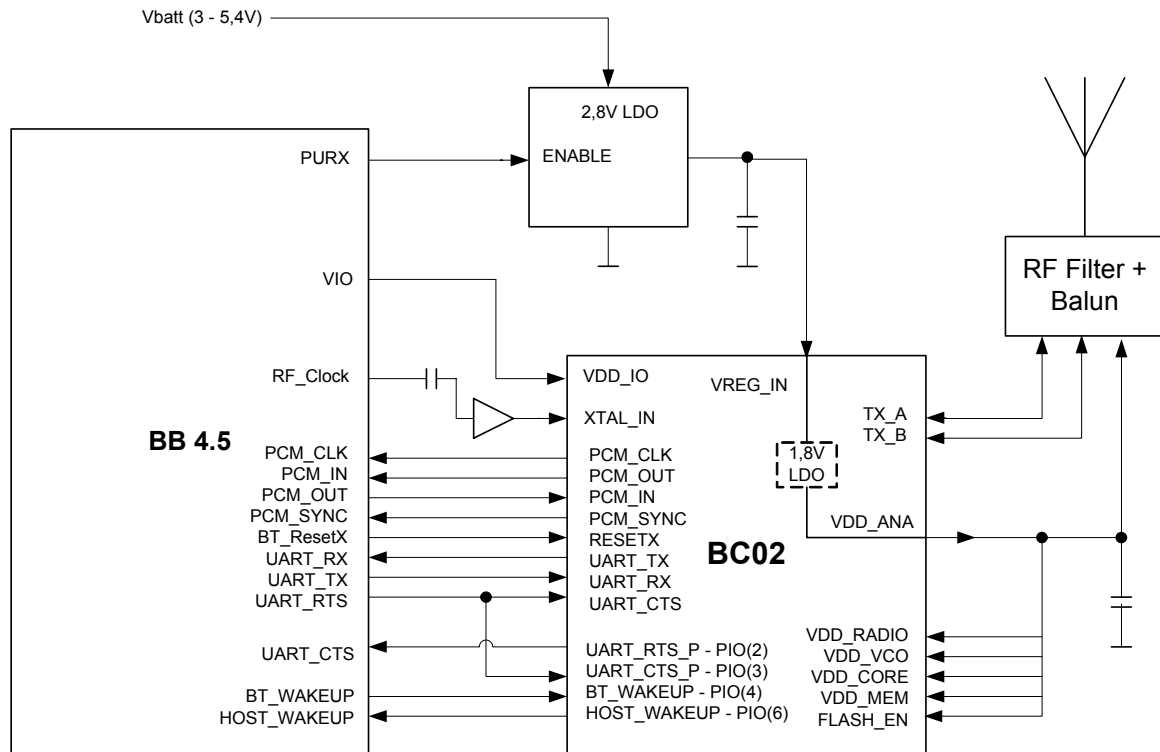 Vbatt (3 - 5,4V)
2,8V LDO
ENABLE
PURX
VIO
RF_Clock
BB 4.5
PCM_CLK
PCM_IN
PCM_OUT
PCM_SYNC
BT_ResetX
UART_RX
UART_TX
UART_RTS
UART_CTS
BT_WAKEUP
HOST_WAKEUP
VDD_IO
XTAL_IN
PCM_CLK
PCM_OUT
PCM_IN
PCM_SYNC
RESETX
UART_TX
UART_RX
UART_CTS
UART_RTS_P - PIO(2)
UART_CTS_P - PIO(3)
BT_WAKEUP - PIO(4)
HOST_WAKEUP - PIO(6)
VREG_IN
1,8V
LDO
BC02
TX_A
TX_B
VDD_ANA
VDD_RADIO
VDD_VCO
VDD_CORE
VDD_MEM
FLASH_EN
RF Filter +
Balun